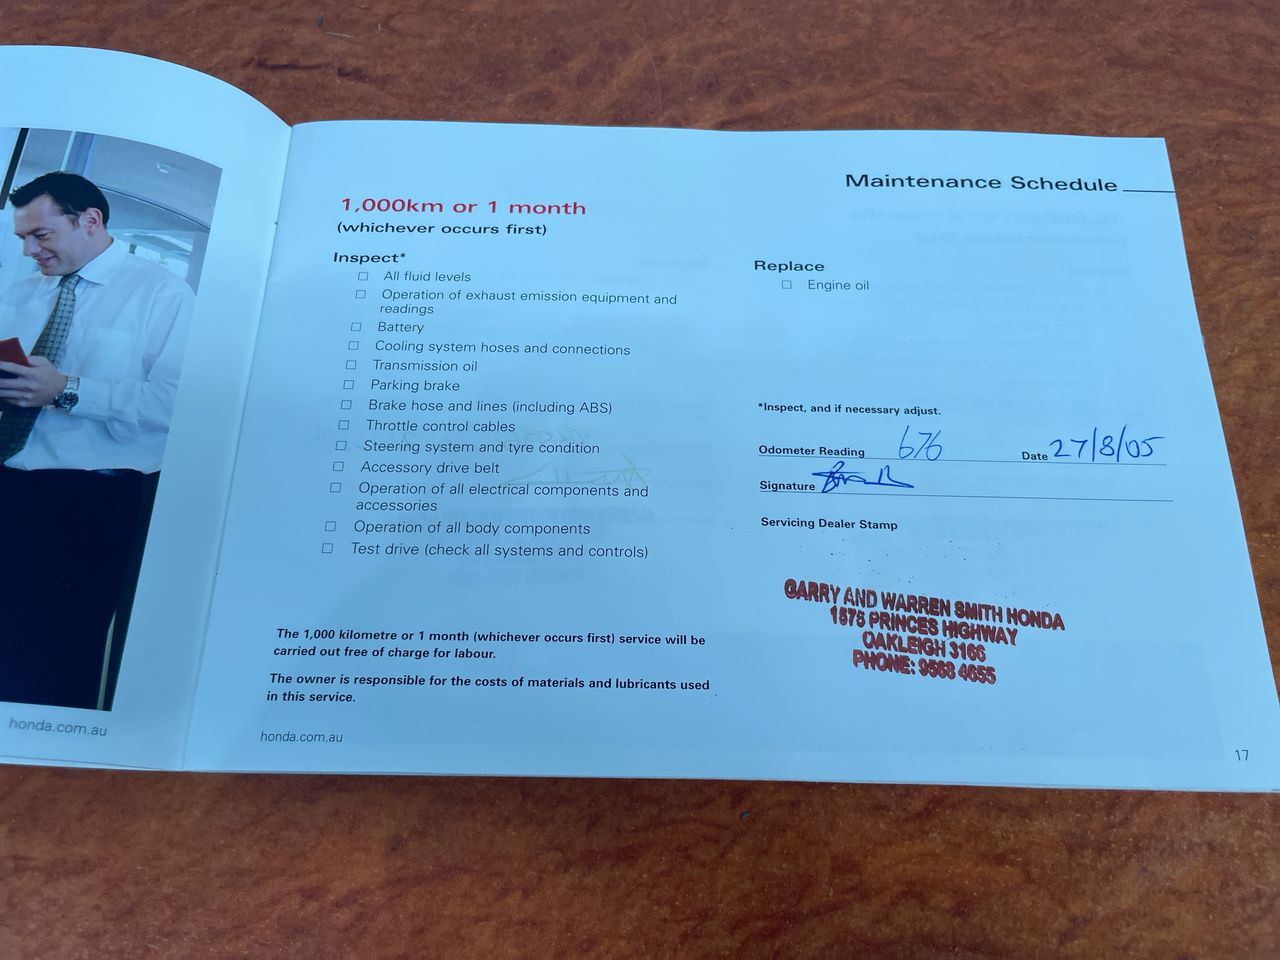 honda.com.au
Maintenance Schedule
1,000km or 1 month
(whichever occurs first)
Inspect*
All fluid levels
Operation of exhaust emission equipment and
readings
Battery
Cooling system hoses and connections
Transmission oil
Parking brake
Brake hose and lines (including ABS)
Throttle control cables
Steering system and tyre condition
Accessory drive belt
Operation of all electrical components and
accessories
Operation of all body components
Test drive (check all systems and controls)
The 1,000 kilometre or 1 month (whichever occurs first) service will be
carried out free of charge for labour.
The owner is responsible for the costs of materials and lubricants used
in this service.
honda.com.au
Replace
Engine oil
*Inspect, and if necessary adjust.
Odometer Reading 676 Date 27/8/05
Signature
Servicing Dealer Stamp
GARRY AND WARREN SMITH HONDA
1575 PRINCES HIGHWAY
OAKLEIGH 3166
PHONE: 9568 4655
17